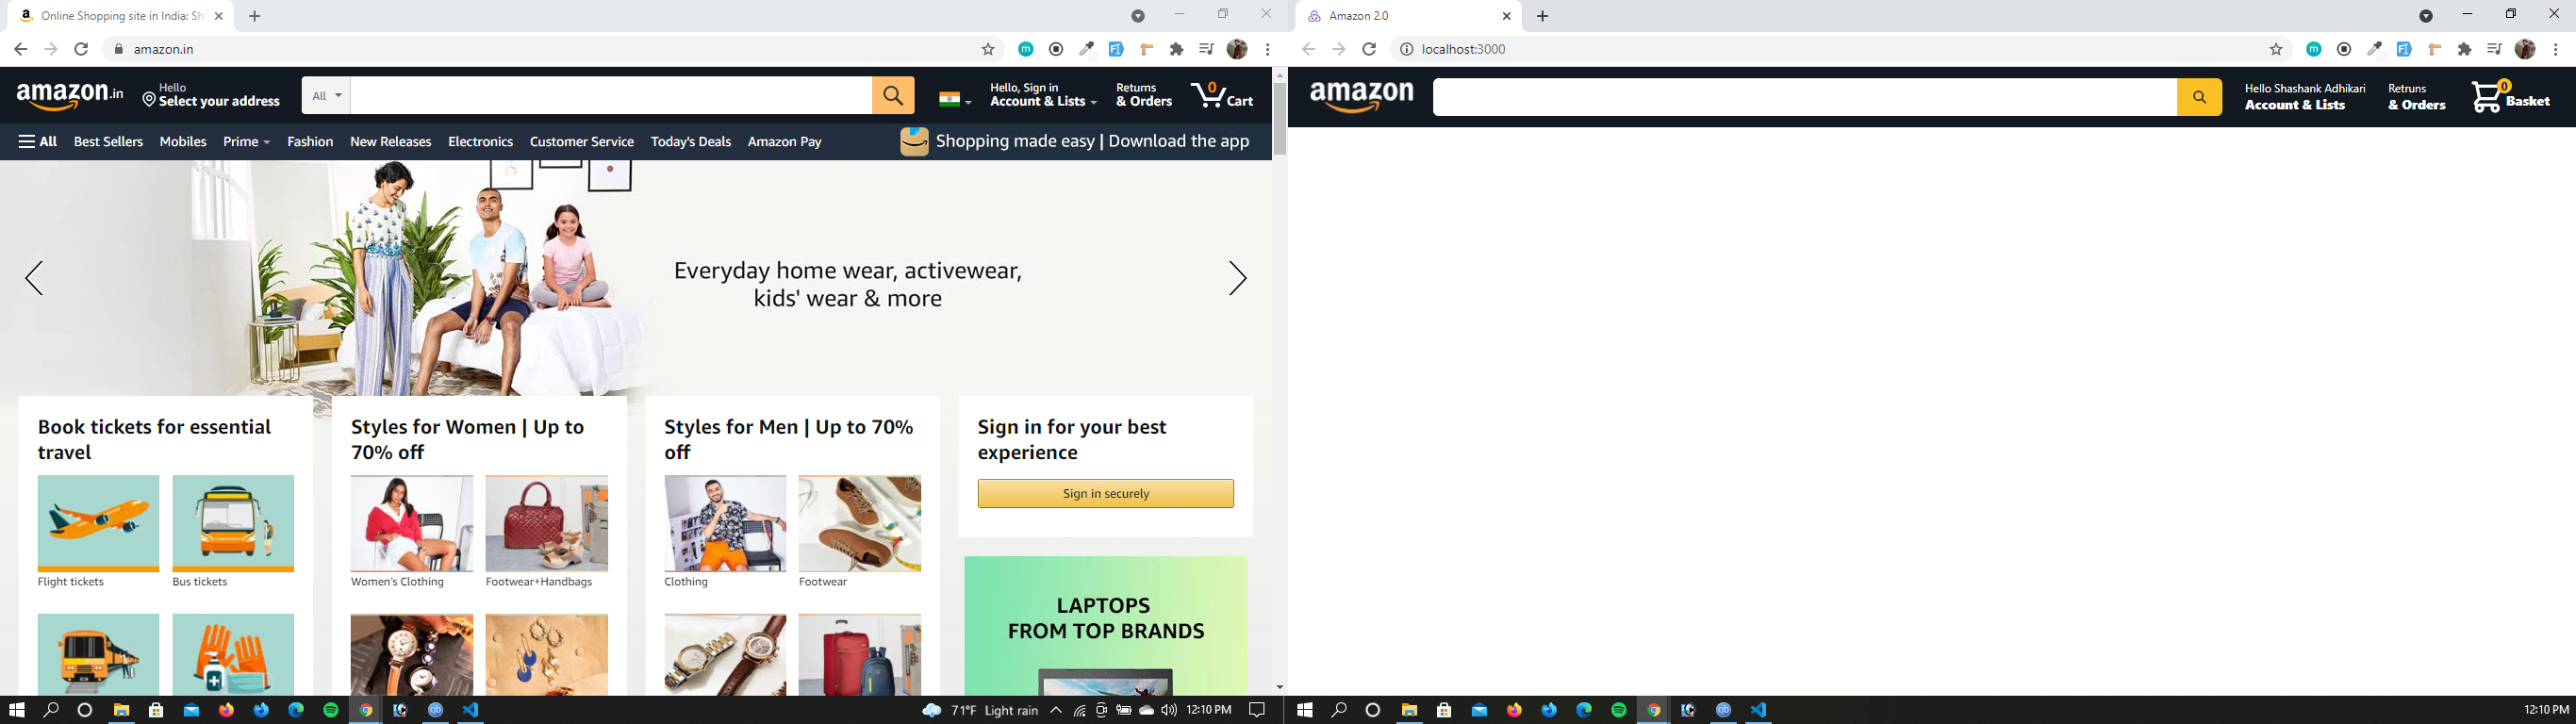 Online Shopping site in India: Sh
amazon.in
amazon.in
Hello
Select your address
All
Hello, Sign in
Account & Lists
Returns
& Orders
0
Cart
All
Best Sellers
Mobiles
Prime
Fashion
New Releases
Electronics
Customer Service
Today's Deals
Amazon Pay
Shopping made easy | Download the app
Everyday home wear, activewear,
kids' wear & more
Book tickets for essential
travel
Flight tickets
Bus tickets
Styles for Women | Up to
70% off
Women's Clothing
Footwear+Handbags
Styles for Men | Up to 70%
off
Clothing
Footwear
Sign in for your best
experience
Sign in securely
LAPTOPS
FROM TOP BRANDS
71°F Light rain
12:10 PM
Amazon 2.0
localhost:3000
amazon
Hello Shashank Adhikari
Account & Lists
Retruns
& Orders
0
Basket
12:10 PM